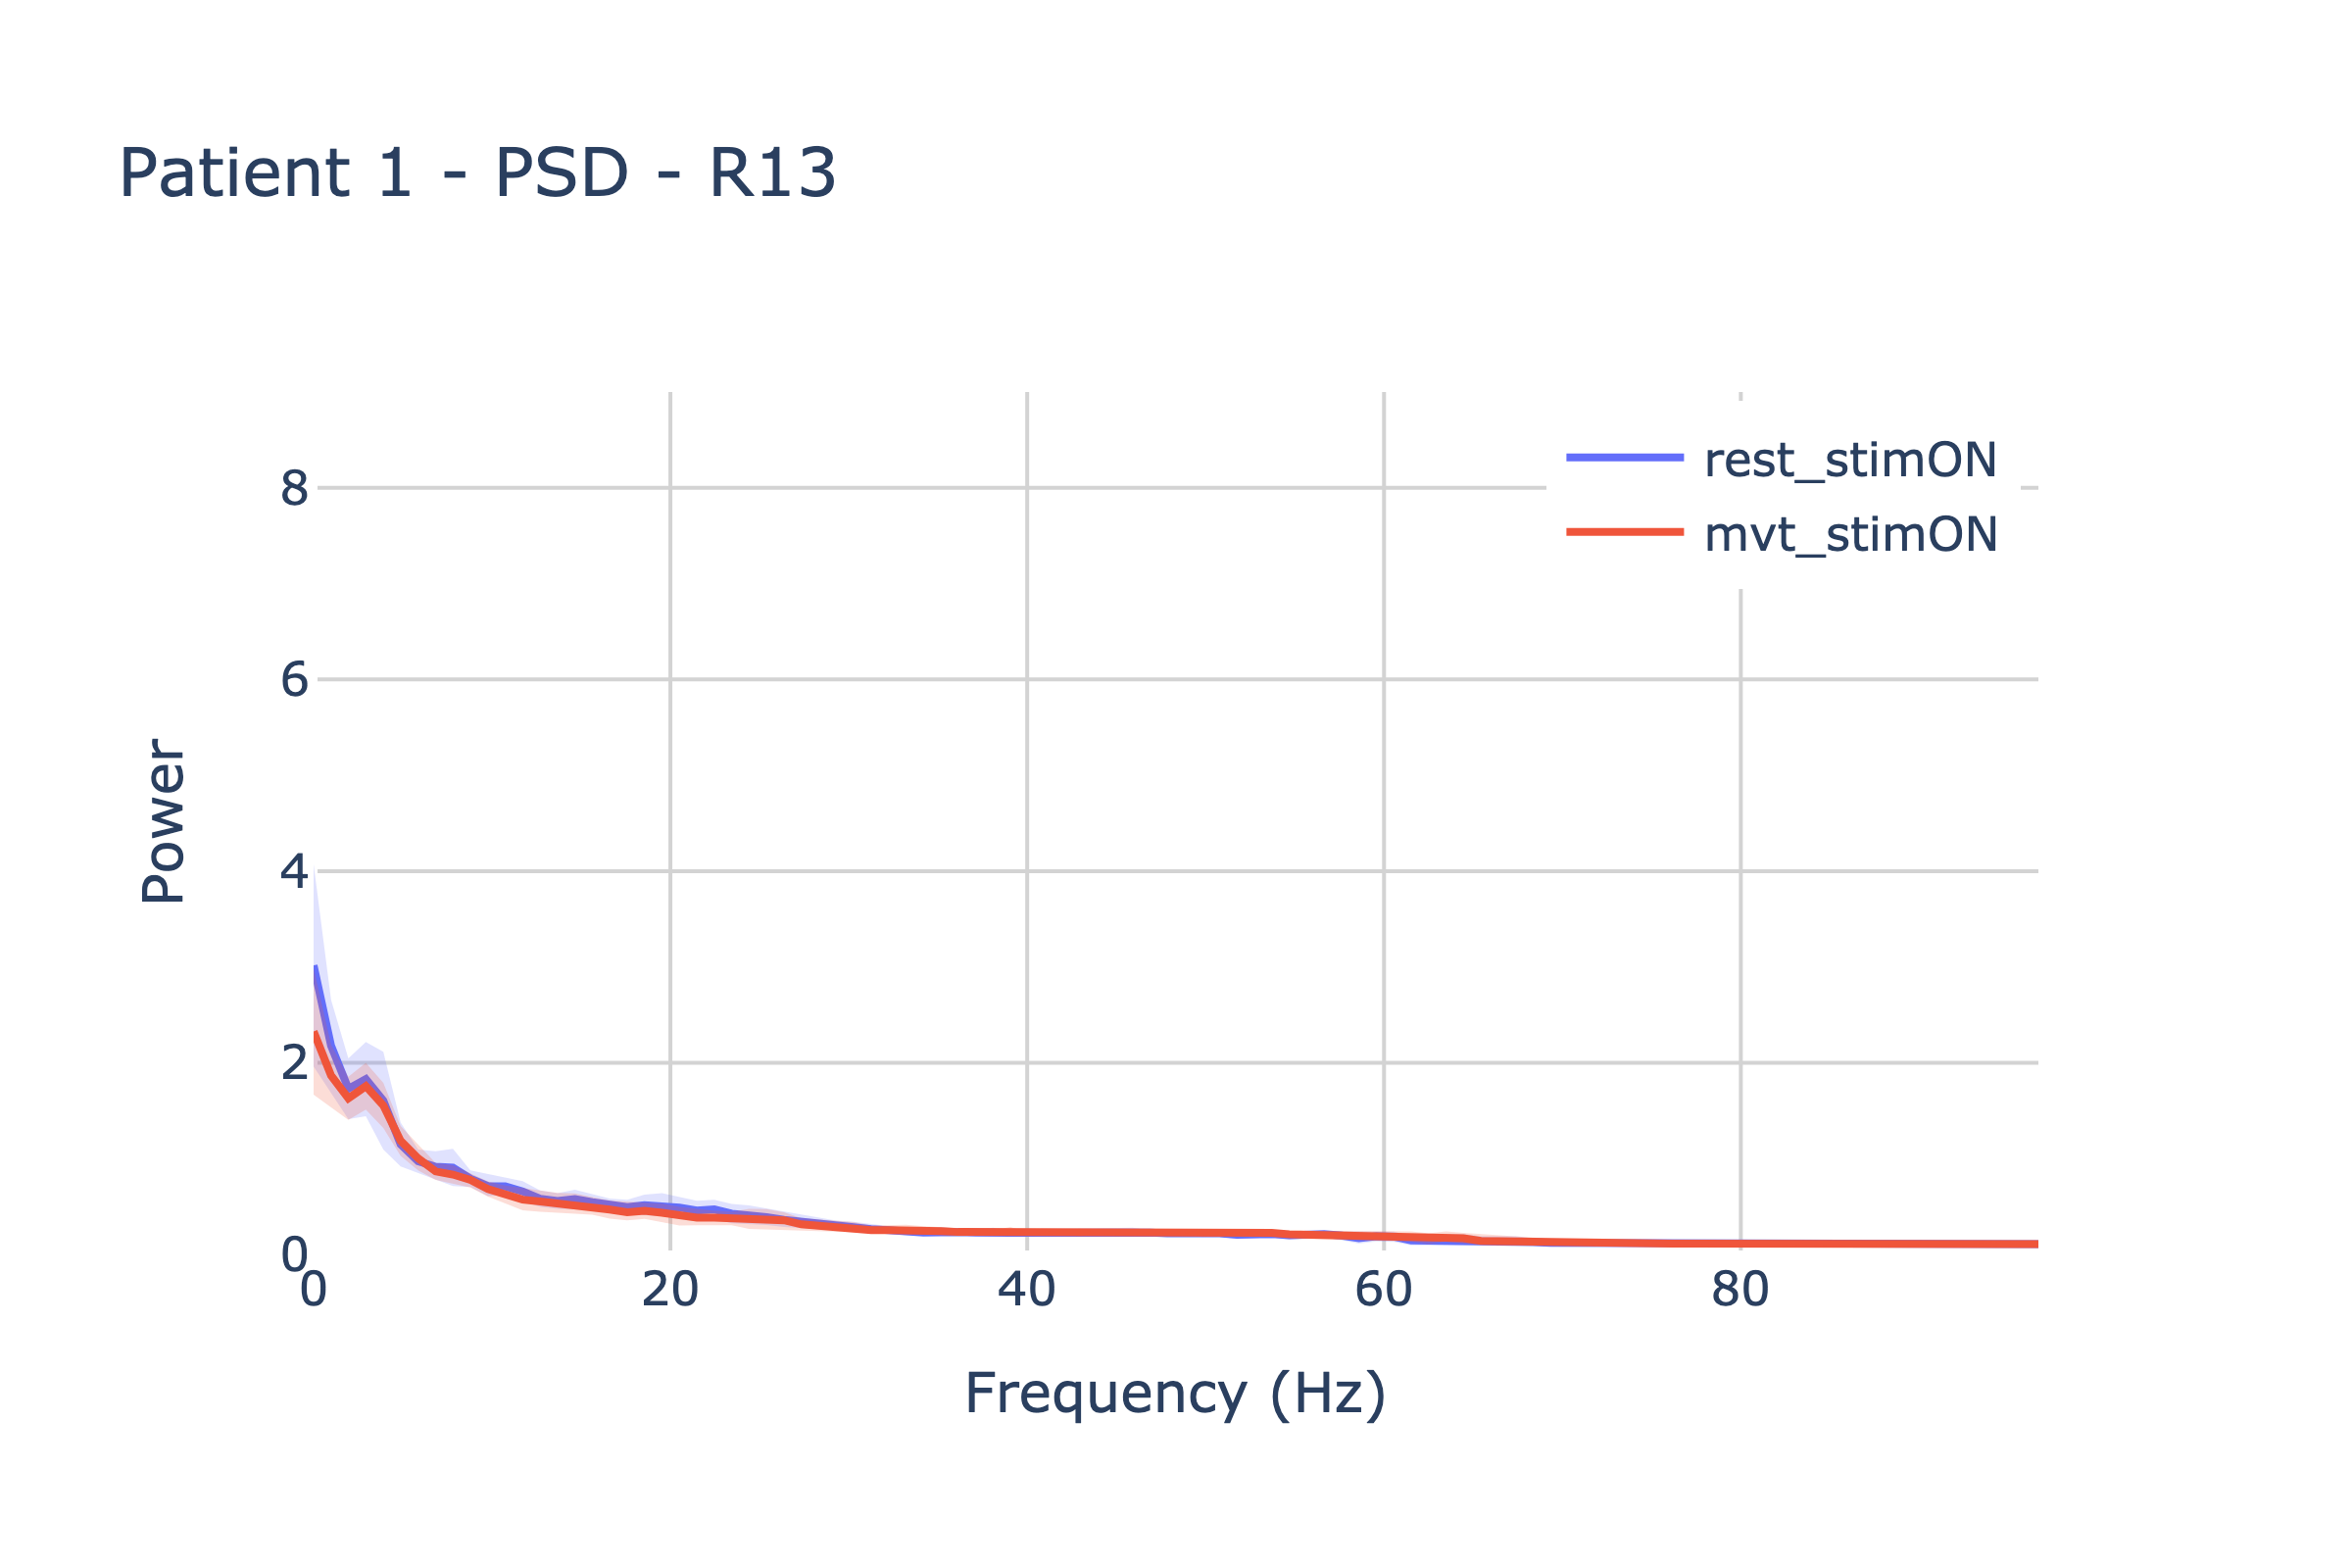 Patient 1 - PSD - R13
rest_stimON
mvt_stimON
8
6
4
2
0
Power
0 20 40 60 80
Frequency (Hz)